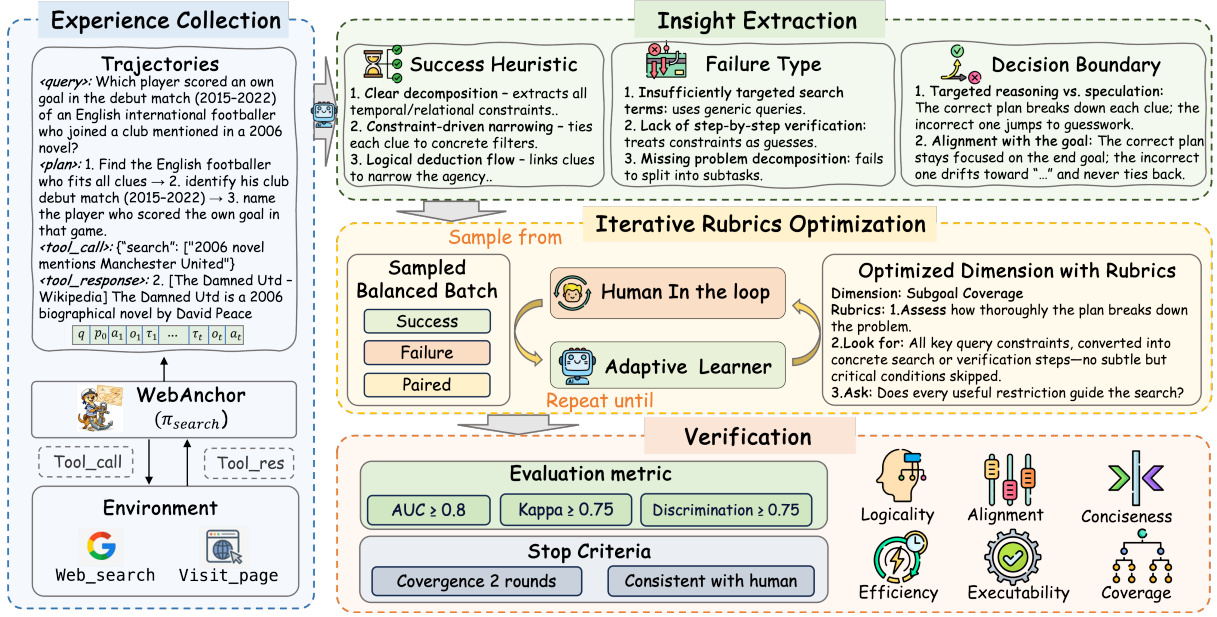 Experience Collection
Trajectories
<query>: Which player scored an own
goal in the debut match (2015–2022)
of an English international footballer
who joined a club mentioned in a 2006
novel?
<plan>: 1. Find the English footballer
who fits all clues → 2. identify his club
debut match (2015–2022) → 3. name
the player who scored the own goal in
that game.
<tool_call>: {"search": ["2006 novel
mentions Manchester United"}
<tool_response>: 2. [The Damned Utd –
Wikipedia] The Damned Utd is a 2006
biographical novel by David Peace
q p₀ a₁ o₁ τ₁ ... τₜ oₜ aₜ
WebAnchor
(π_search)
Tool_call
Tool_res
Environment
Web_search
Visit_page
Insight Extraction
Success Heuristic
1. Clear decomposition – extracts all
temporal/relational constraints..
2. Constraint-driven narrowing – ties
each clue to concrete filters.
3. Logical deduction flow – links clues
to narrow the agency..
Failure Type
1. Insufficiently targeted search
terms: uses generic queries.
2. Lack of step-by-step verification:
treats constraints as guesses.
3. Missing problem decomposition: fails
to split into subtasks.
Decision Boundary
1. Targeted reasoning vs. speculation:
The correct plan breaks down each clue; the
incorrect one jumps to guesswork.
2. Alignment with the goal: The correct plan
stays focused on the end goal; the incorrect
one drifts toward "…" and never ties back.
Iterative Rubrics Optimization
Sample from
Sampled
Balanced Batch
Success
Failure
Paired
Human In the loop
Adaptive Learner
Repeat until
Optimized Dimension with Rubrics
Dimension: Subgoal Coverage
Rubrics: 1.Assess how thoroughly the plan breaks down
the problem.
2.Look for: All key query constraints, converted into
concrete search or verification steps—no subtle but
critical conditions skipped.
3.Ask: Does every useful restriction guide the search?
Verification
Evaluation metric
AUC ≥ 0.8
Kappa ≥ 0.75
Discrimination ≥ 0.75
Stop Criteria
Covergence 2 rounds
Consistent with human
Logicality
Alignment
Conciseness
Efficiency
Executability
Coverage